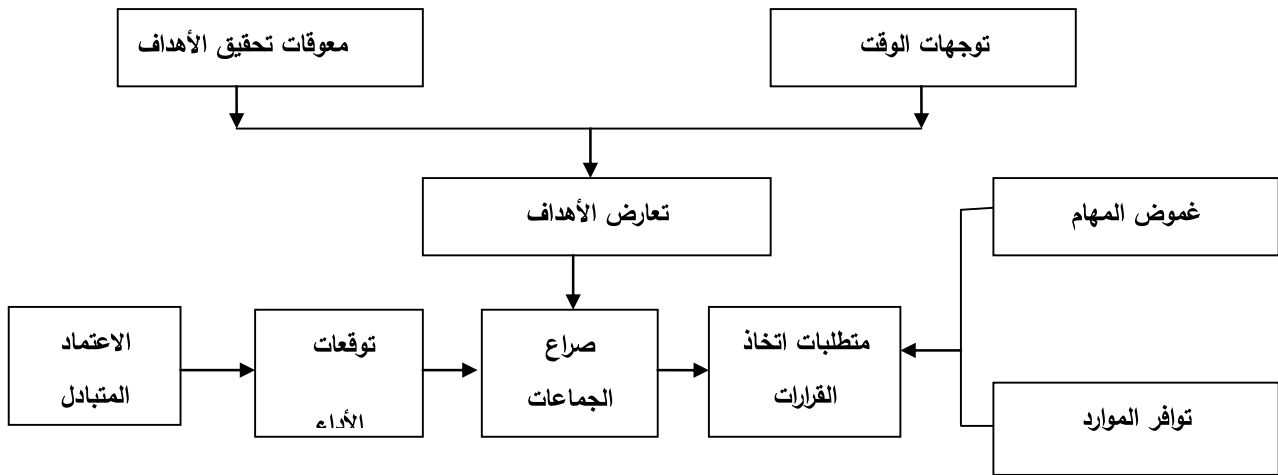 توجهات الوقت
معوقات تحقيق الأهداف
تعارض الأهداف
غموض المهام
الاعتماد
المتبادل
توقعات
الأداء
صراع
الجماعات
متطلبات اتخاذ
القرارات
توافر الموارد